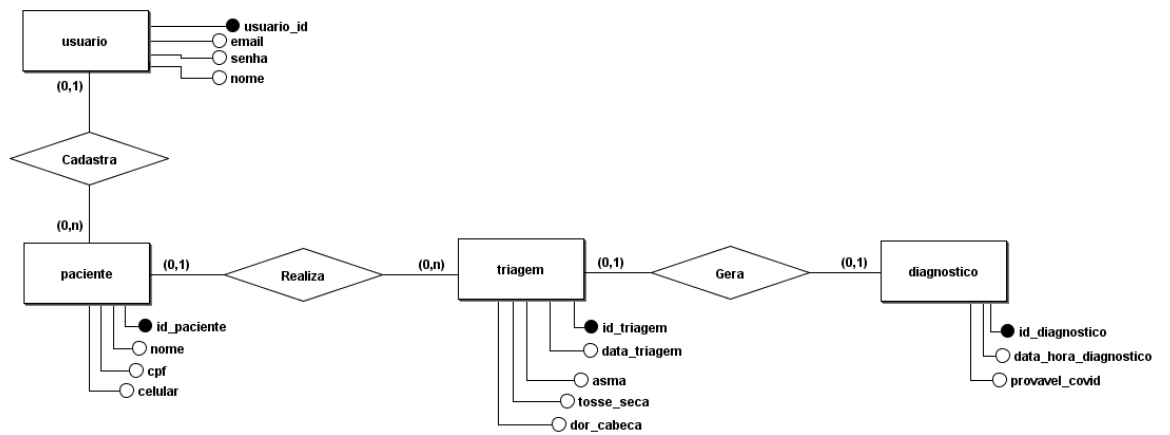 usuario
usuario_id
email
senha
nome
(0,1)
Cadastra
(0,n)
paciente
(0,1)
Realiza
(0,n)
triagem
(0,1)
Gera
(0,1)
diagnostico
id_paciente
nome
cpf
celular
id_triagem
data_triagem
asma
tosse_seca
dor_cabeca
id_diagnostico
data_hora_diagnostico
provavel_covid